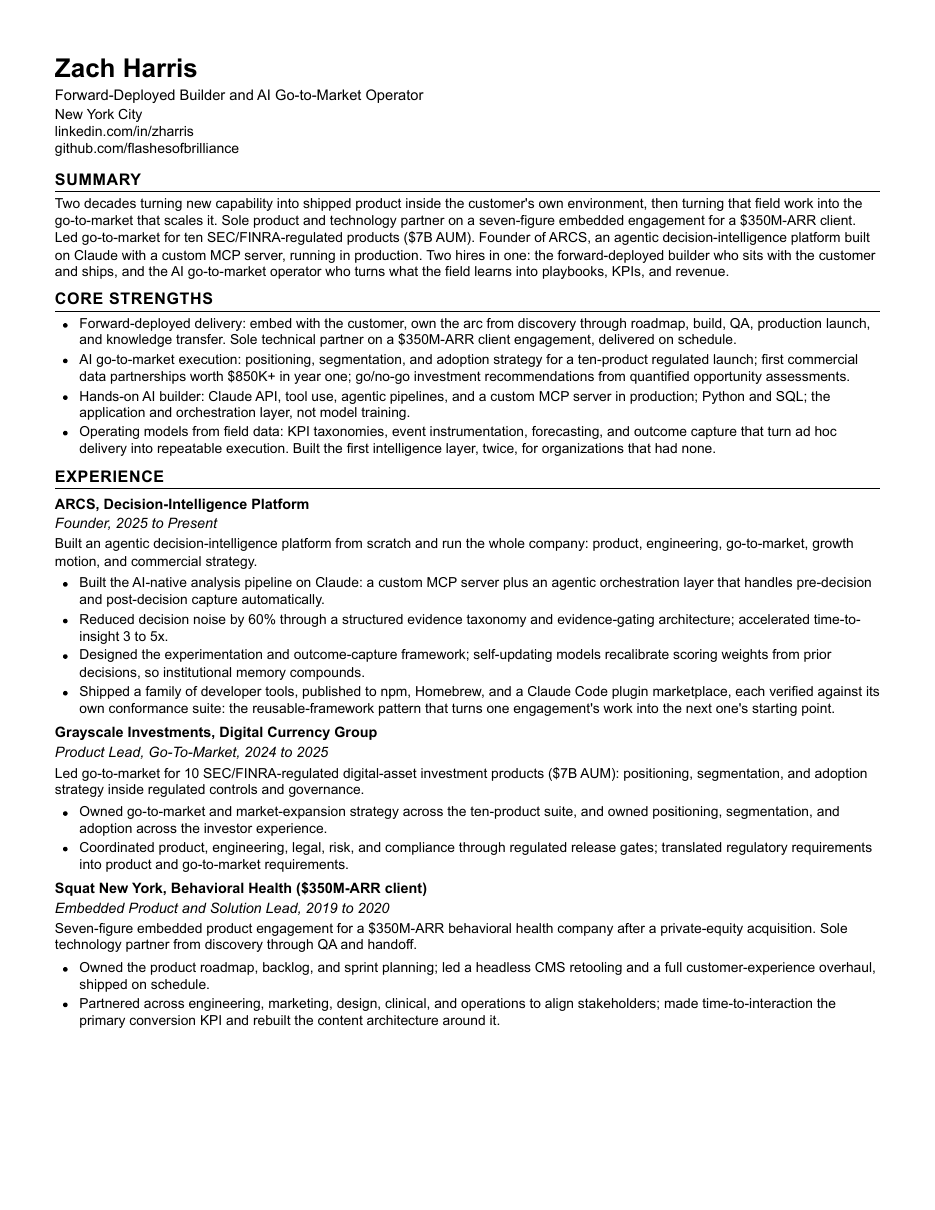 Zach Harris
Forward-Deployed Builder and AI Go-to-Market Operator
New York City
linkedin.com/in/zharris
github.com/flashesofbrilliance
SUMMARY
Two decades turning new capability into shipped product inside the customer's own environment, then turning that field work into the
go-to-market that scales it. Sole product and technology partner on a seven-figure embedded engagement for a $350M-ARR client.
Led go-to-market for ten SEC/FINRA-regulated products ($7B AUM). Founder of ARCS, an agentic decision-intelligence platform built
on Claude with a custom MCP server, running in production. Two hires in one: the forward-deployed builder who sits with the customer
and ships, and the AI go-to-market operator who turns what the field learns into playbooks, KPIs, and revenue.
CORE STRENGTHS
• Forward-deployed delivery: embed with the customer, own the arc from discovery through roadmap, build, QA, production launch,
and knowledge transfer. Sole technical partner on a $350M-ARR client engagement, delivered on schedule.
• AI go-to-market execution: positioning, segmentation, and adoption strategy for a ten-product regulated launch; first commercial
data partnerships worth $850K+ in year one; go/no-go investment recommendations from quantified opportunity assessments.
• Hands-on AI builder: Claude API, tool use, agentic pipelines, and a custom MCP server in production; Python and SQL; the
application and orchestration layer, not model training.
• Operating models from field data: KPI taxonomies, event instrumentation, forecasting, and outcome capture that turn ad hoc
delivery into repeatable execution. Built the first intelligence layer, twice, for organizations that had none.
EXPERIENCE
ARCS, Decision-Intelligence Platform
Founder, 2025 to Present
Built an agentic decision-intelligence platform from scratch and run the whole company: product, engineering, go-to-market, growth
motion, and commercial strategy.
• Built the AI-native analysis pipeline on Claude: a custom MCP server plus an agentic orchestration layer that handles pre-decision
and post-decision capture automatically.
• Reduced decision noise by 60% through a structured evidence taxonomy and evidence-gating architecture; accelerated time-to-
insight 3 to 5x.
• Designed the experimentation and outcome-capture framework; self-updating models recalibrate scoring weights from prior
decisions, so institutional memory compounds.
• Shipped a family of developer tools, published to npm, Homebrew, and a Claude Code plugin marketplace, each verified against its
own conformance suite: the reusable-framework pattern that turns one engagement's work into the next one's starting point.
Grayscale Investments, Digital Currency Group
Product Lead, Go-To-Market, 2024 to 2025
Led go-to-market for 10 SEC/FINRA-regulated digital-asset investment products ($7B AUM): positioning, segmentation, and adoption
strategy inside regulated controls and governance.
• Owned go-to-market and market-expansion strategy across the ten-product suite, and owned positioning, segmentation, and
adoption across the investor experience.
• Coordinated product, engineering, legal, risk, and compliance through regulated release gates; translated regulatory requirements
into product and go-to-market requirements.
Squat New York, Behavioral Health ($350M-ARR client)
Embedded Product and Solution Lead, 2019 to 2020
Seven-figure embedded product engagement for a $350M-ARR behavioral health company after a private-equity acquisition. Sole
technology partner from discovery through QA and handoff.
• Owned the product roadmap, backlog, and sprint planning; led a headless CMS retooling and a full customer-experience overhaul,
shipped on schedule.
• Partnered across engineering, marketing, design, clinical, and operations to align stakeholders; made time-to-interaction the
primary conversion KPI and rebuilt the content architecture around it.